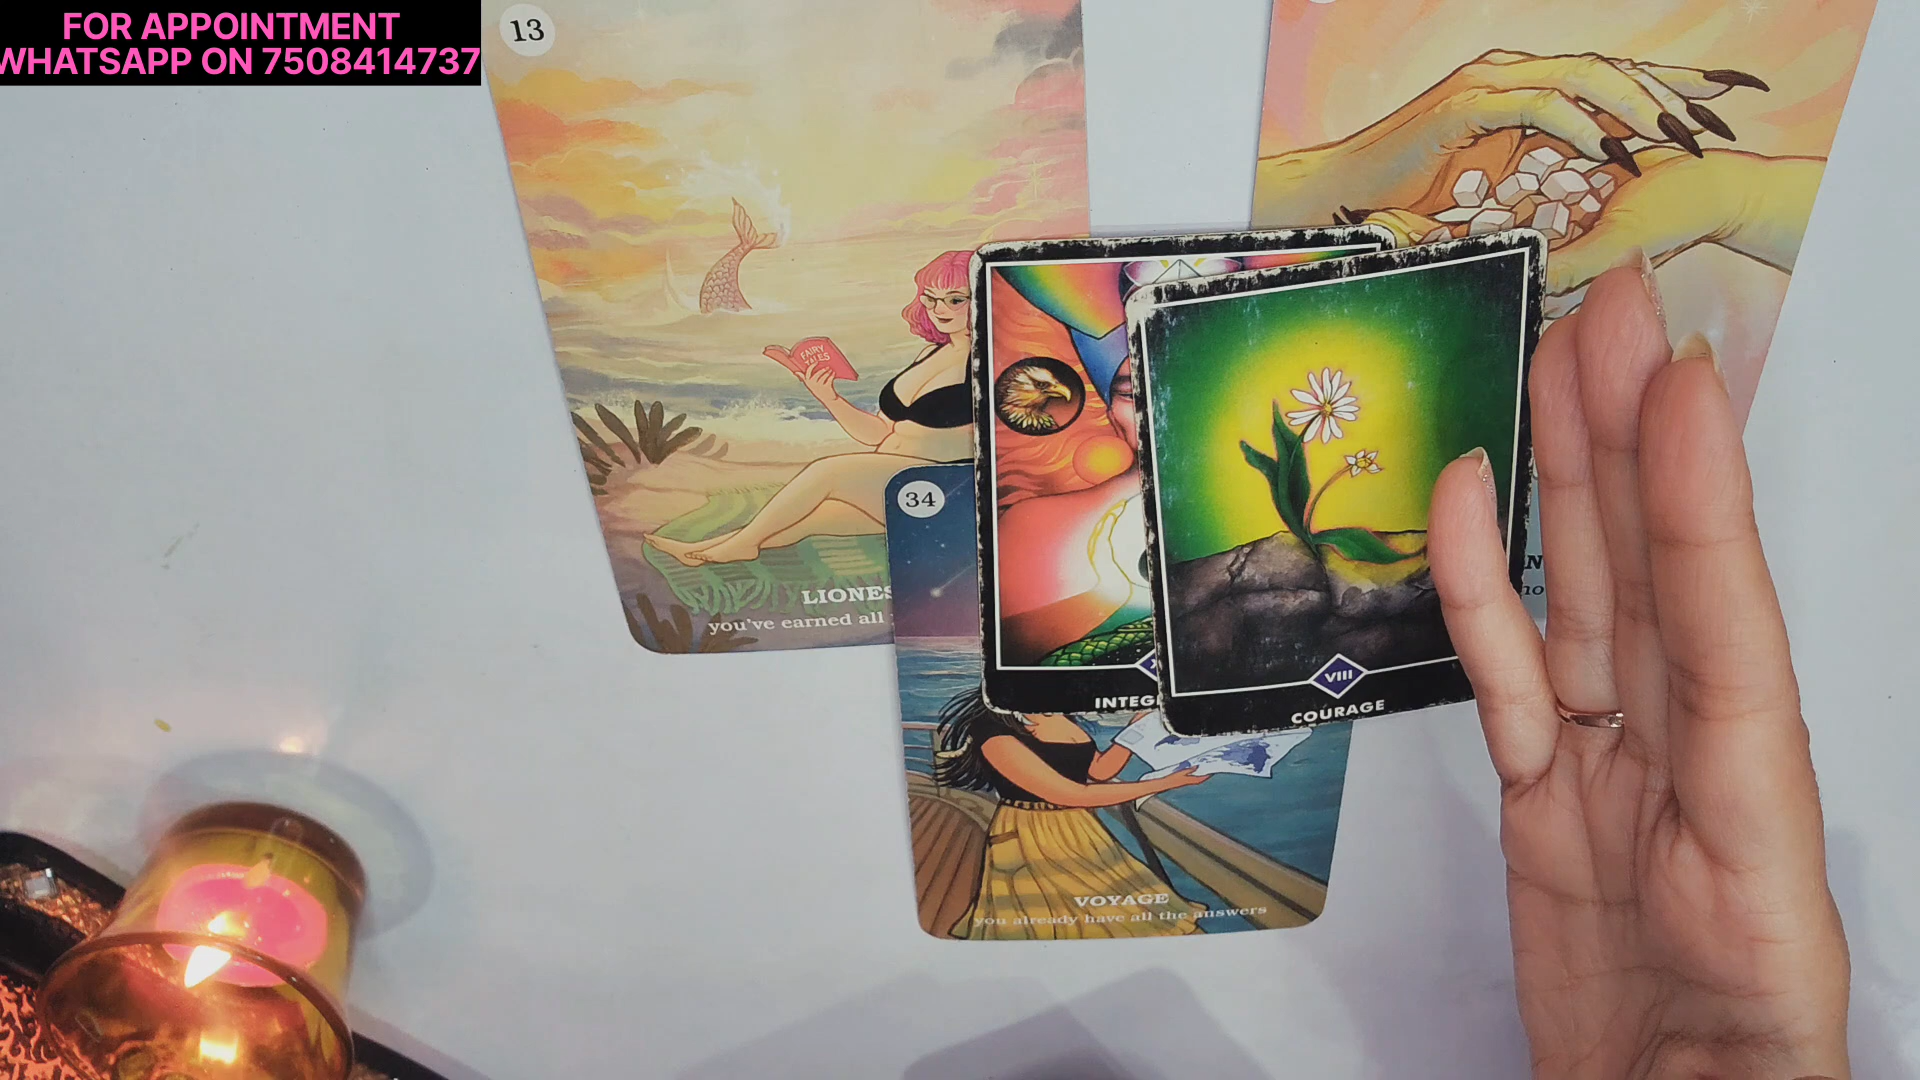 FOR APPOINTMENT
WHATSAPP ON 7508414737
13
FAIRY
TALES
34
LIONES
you've earned all
INTEG
VIII
COURAGE
VOYAGE
you already have all the answers